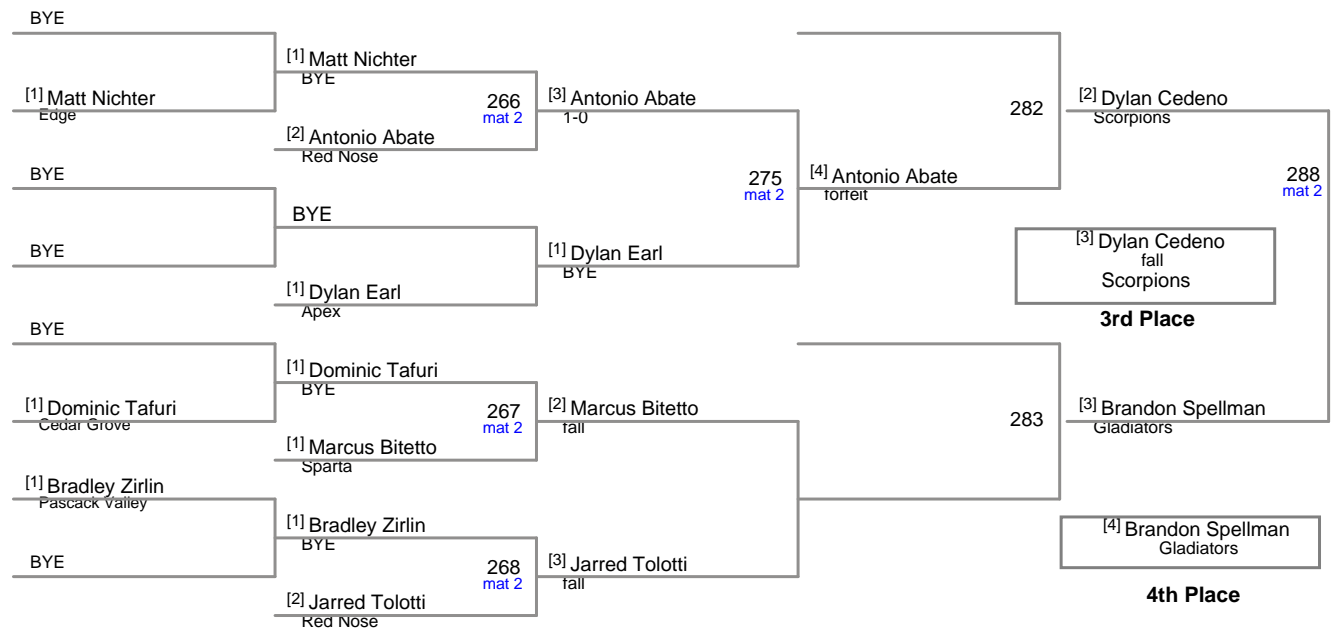 BYE
[1] Matt Nichter
BYE
[1] Matt Nichter
Edge
266
mat 2
[3] Antonio Abate
1-0
282
[2] Dylan Cedeno
Scorpions
[2] Antonio Abate
Red Nose
BYE
275
mat 2
[4] Antonio Abate
forfeit
288
mat 2
BYE
BYE
[1] Dylan Earl
BYE
[3] Dylan Cedeno
fall
Scorpions
3rd Place
[1] Dylan Earl
Apex
BYE
[1] Dominic Tafuri
BYE
[1] Dominic Tafuri
Cedar Grove
267
mat 2
[2] Marcus Bitetto
fall
283
[3] Brandon Spellman
Gladiators
[1] Marcus Bitetto
Sparta
[1] Bradley Zirlin
Pascack Valley
[1] Bradley Zirlin
BYE
[4] Brandon Spellman
Gladiators
4th Place
BYE
268
mat 2
[3] Jarred Tolotti
fall
[2] Jarred Tolotti
Red Nose